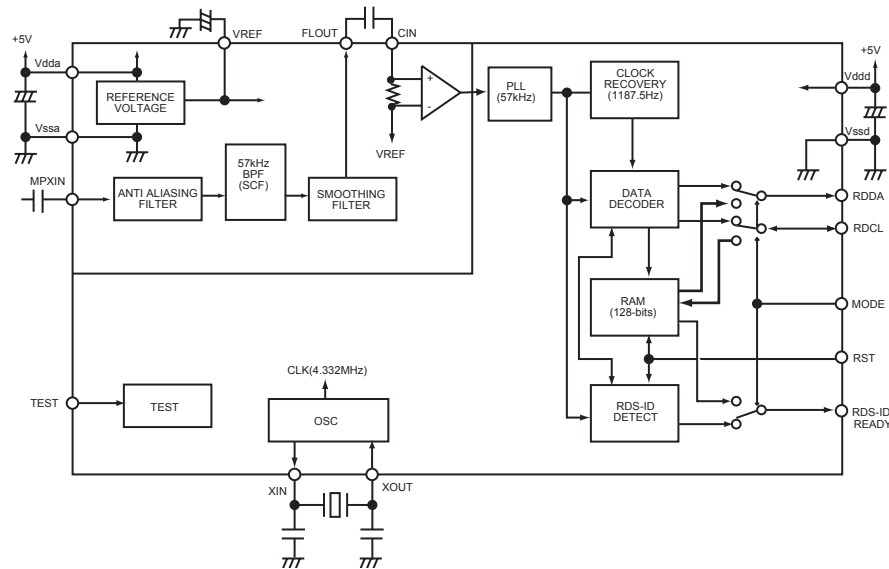 VREF
FLOUT
CIN
+5V
+5V
Vdda
REFERENCE
VOLTAGE
+
-
PLL
(57kHz)
CLOCK
RECOVERY
(1187.5Hz)
Vddd
Vssa
Vssd
VREF
MPXIN
ANTI ALIASING
FILTER
57kHz
BPF
(SCF)
SMOOTHING
FILTER
DATA
DECODER
RDDA
RDCL
RAM
(128-bits)
MODE
RST
CLK(4.332MHz)
TEST
TEST
OSC
RDS-ID
DETECT
RDS-ID
READY
XIN
XOUT